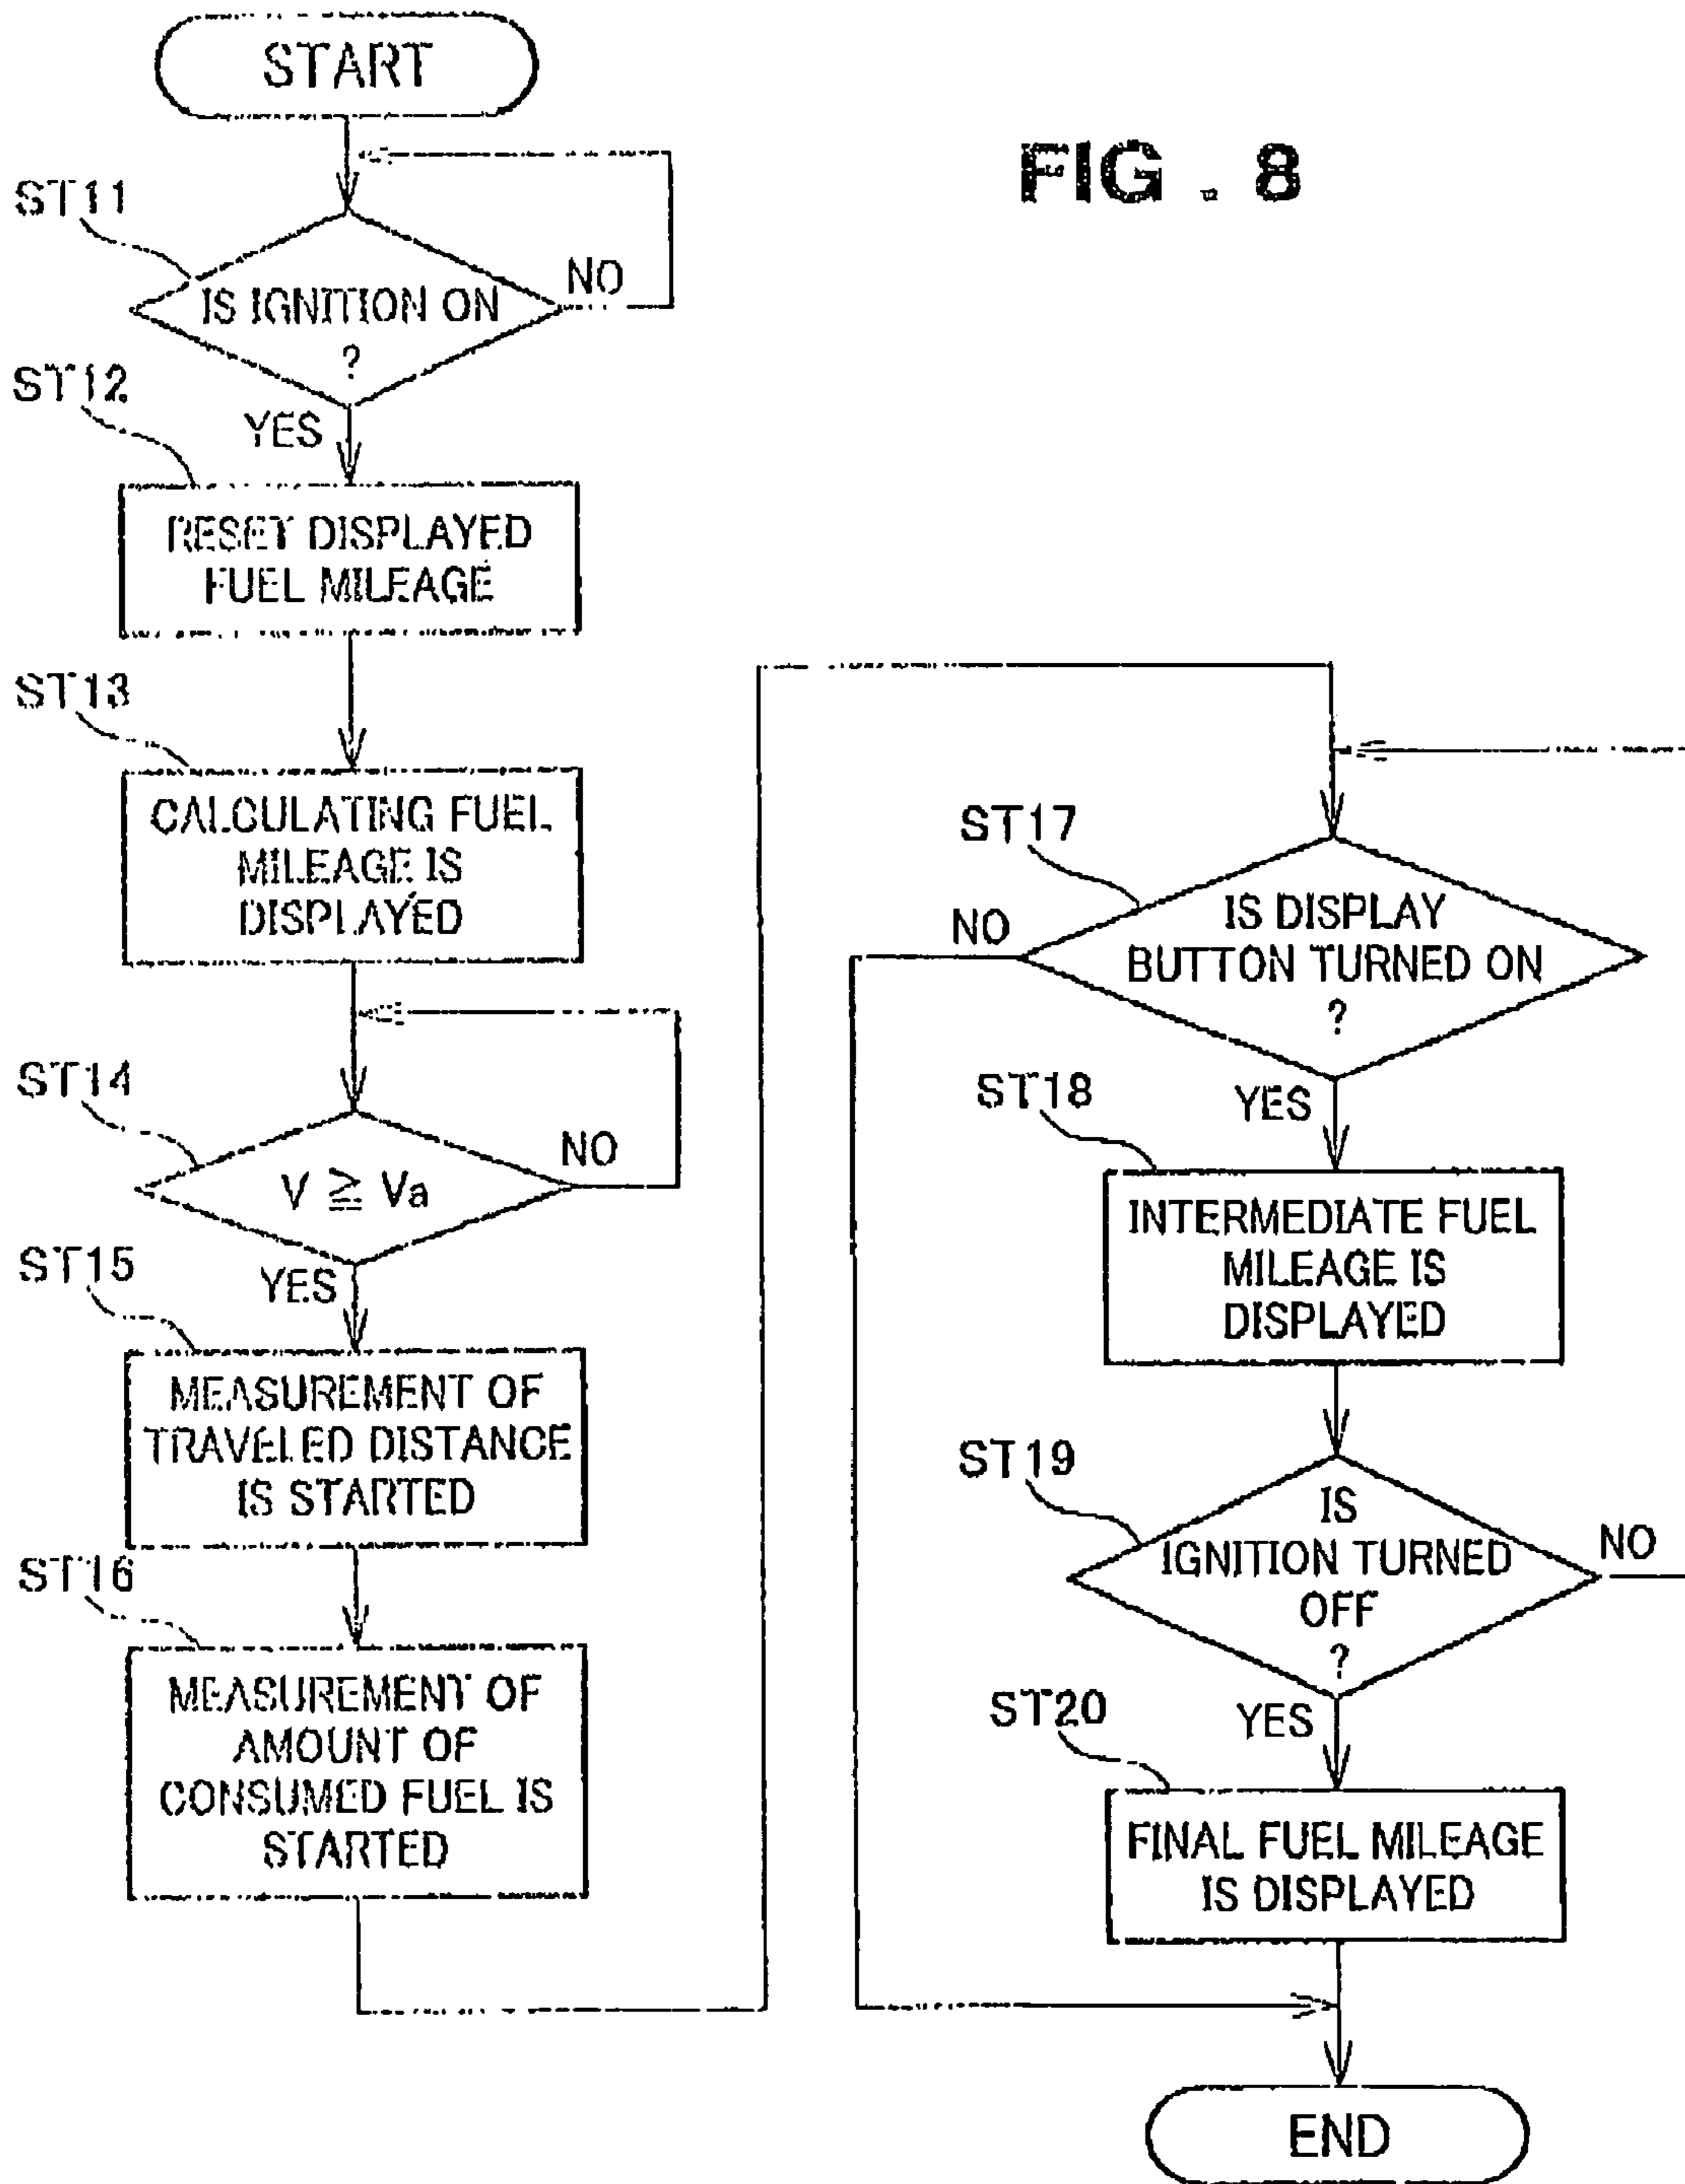 START
FIG. 8
ST11
NO
IS IGNITION ON
?
YES
ST12
RESET DISPLAYED
FUEL MILEAGE
ST13
CALCULATING FUEL
MILEAGE IS
DISPLAYED
ST14
NO
V ≧ Va
YES
ST15
MEASUREMENT OF
TRAVELED DISTANCE
IS STARTED
ST16
MEASUREMENT OF
AMOUNT OF
CONSUMED FUEL IS
STARTED
ST17
NO
IS DISPLAY
BUTTON TURNED ON
?
YES
ST18
INTERMEDIATE FUEL
MILEAGE IS
DISPLAYED
ST19
IS
IGNITION TURNED
OFF
?
NO
YES
ST20
FINAL FUEL MILEAGE
IS DISPLAYED
END